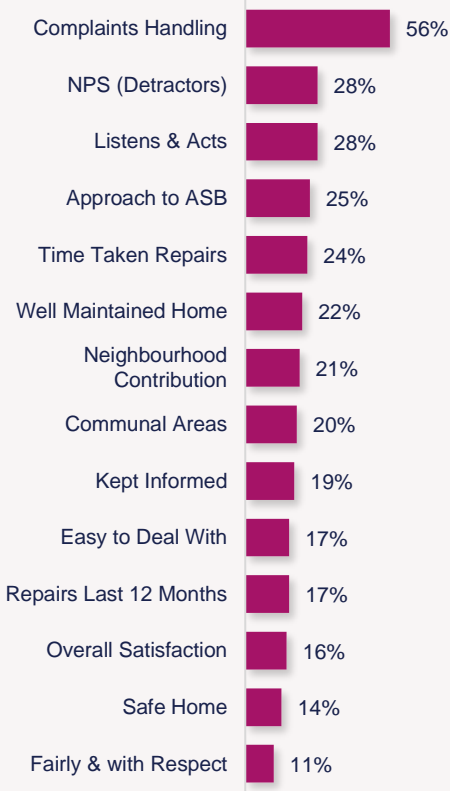 Complaints Handling 56%
NPS (Detractors) 28%
Listens & Acts 28%
Approach to ASB 25%
Time Taken Repairs 24%
Well Maintained Home 22%
Neighbourhood
Contribution 21%
Communal Areas 20%
Kept Informed 19%
Easy to Deal With 17%
Repairs Last 12 Months 17%
Overall Satisfaction 16%
Safe Home 14%
Fairly & with Respect 11%